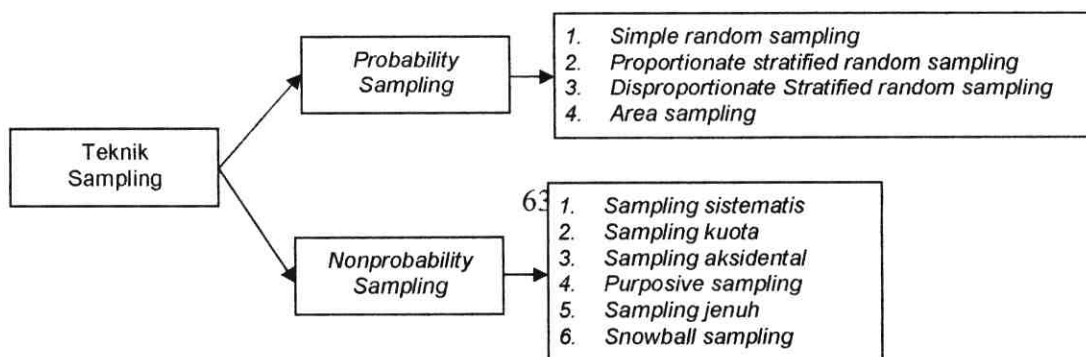 Teknik
Sampling
Probability
Sampling
1. Simple random sampling
2. Proportionate stratified random sampling
3. Disproportionate Stratified random sampling
4. Area sampling
63
Nonprobability
Sampling
1. Sampling sistematis
2. Sampling kuota
3. Sampling aksidental
4. Purposive sampling
5. Sampling jenuh
6. Snowball sampling